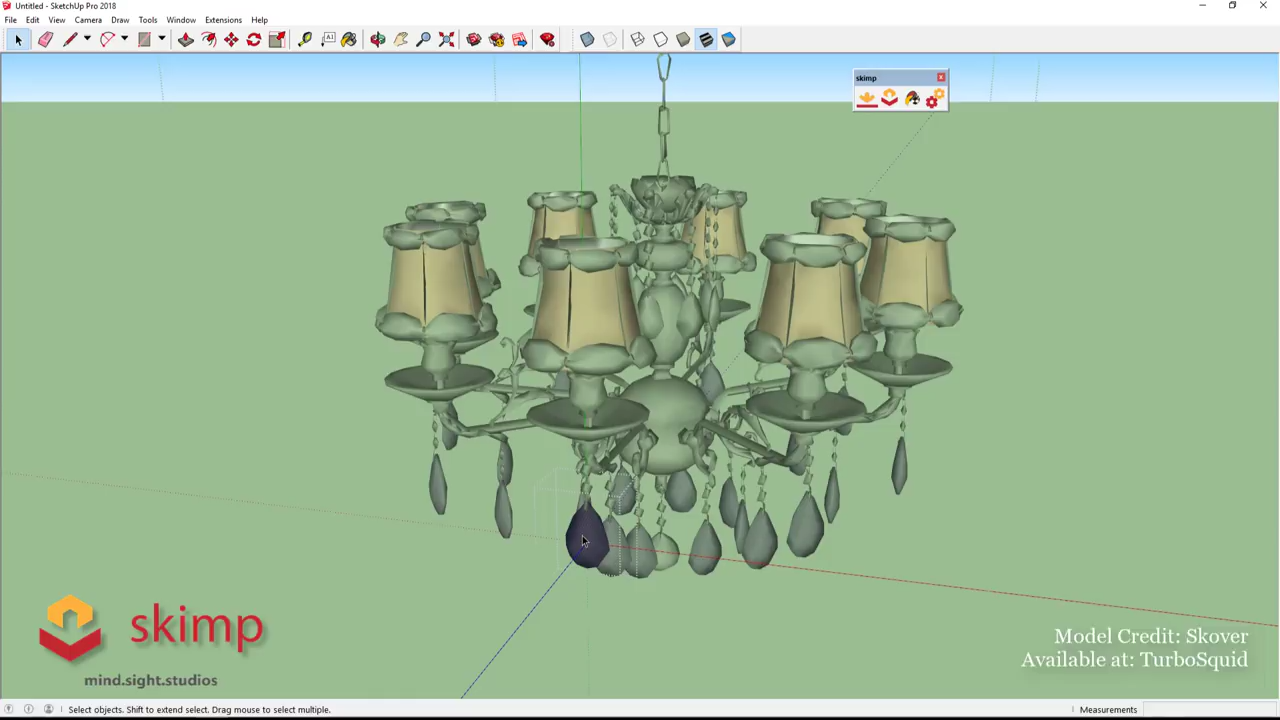 Untitled - SketchUp Pro 2018
File Edit View Camera Draw Tools Window Extensions Help
skimp
skimp
mind.sight.studios
Model Credit: Skover
Available at: TurboSquid
Select objects. Shift to extend select. Drag mouse to select multiple.
Measurements